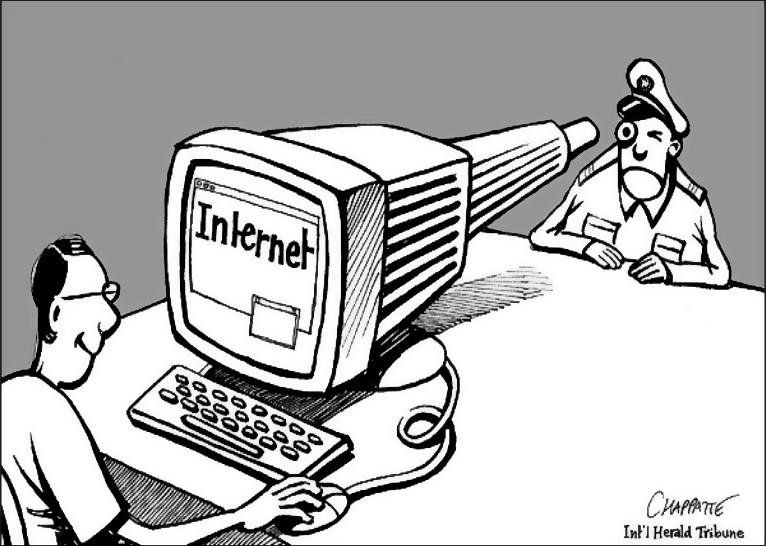 Internet
CHAPPATTE
Int'l Herald Tribune